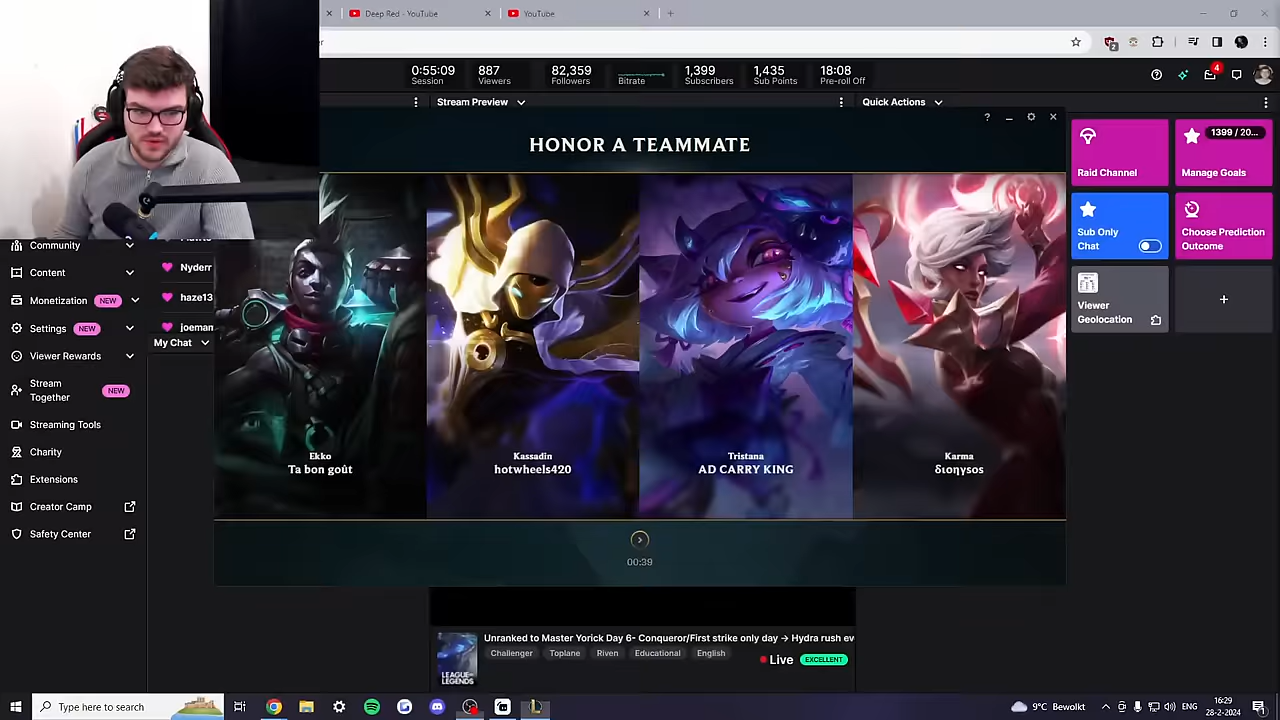 Deep Red - YouTube
YouTube
0:55:09
Session
887
Viewers
82,359
Followers
Bitrate
1,399
Subscribers
1,435
Sub Points
18:08
Pre-roll Off
2
4
Stream Preview
Quick Actions
HONOR A TEAMMATE
Ekko
Ta bon goût
Kassadin
hotwheels420
Tristana
AD CARRY KING
Karma
διοηγsos
00:39
Raid Channel
1399 / 20...
Manage Goals
Sub Only
Chat
Choose Prediction
Outcome
Viewer
Geolocation
Community
Content
Monetization NEW
Settings NEW
Viewer Rewards
Stream
Together NEW
Streaming Tools
Charity
Extensions
Creator Camp
Safety Center
Nyderr
haze13
joeman
My Chat
Unranked to Master Yorick Day 6- Conqueror/First strike only day → Hydra rush ev
Challenger
Toplane
Riven
Educational
English
Live
EXCELLENT
LEAGUE OF
LEGENDS
Type here to search
9°C Bewolkt
ENG
16:29
28-2-2024